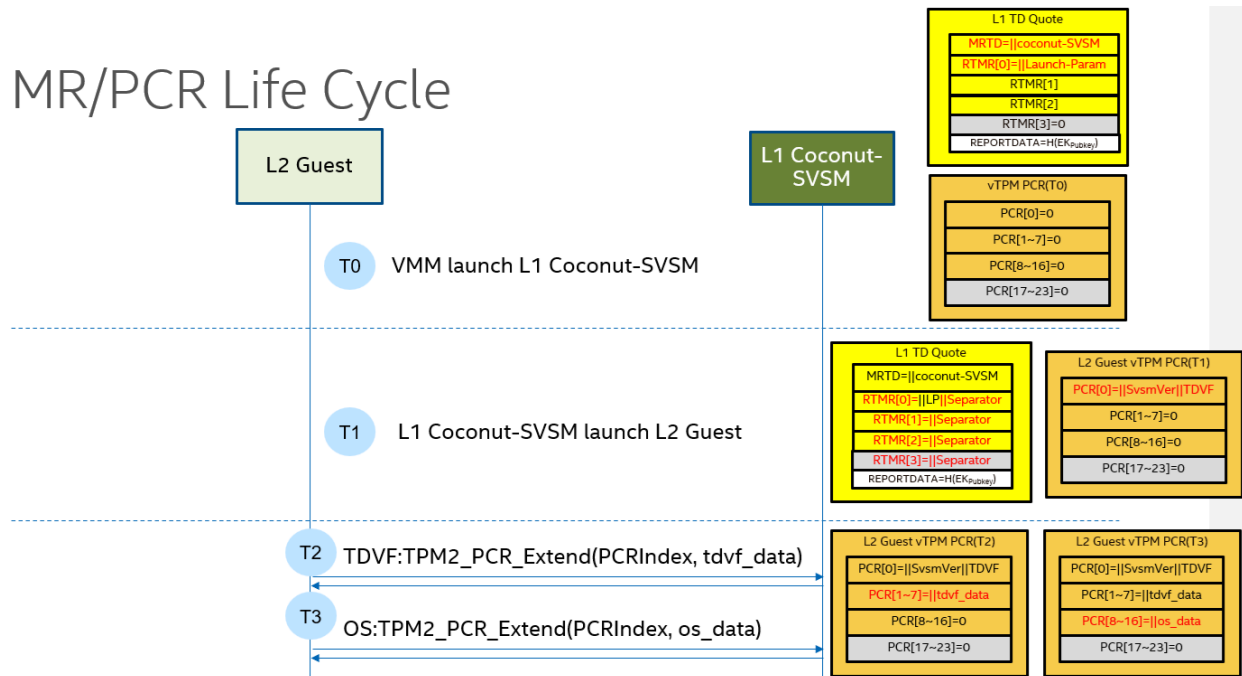 MR/PCR Life Cycle
L2 Guest
L1 Coconut-
SVSM
L1 TD Quote
MRTD=||coconut-SVSM
RTMR[0]=||Launch-Param
RTMR[1]
RTMR[2]
RTMR[3]=0
REPORTDATA=H(EKPubkey)
vTPM PCR(T0)
PCR[0]=0
PCR[1~7]=0
PCR[8~16]=0
PCR[17~23]=0
T0
VMM launch L1 Coconut-SVSM
T1
L1 Coconut-SVSM launch L2 Guest
L1 TD Quote
MRTD=||coconut-SVSM
RTMR[0]=||LP||Separator
RTMR[1]=||Separator
RTMR[2]=||Separator
RTMR[3]=||Separator
REPORTDATA=H(EKPubkey)
L2 Guest vTPM PCR(T1)
PCR[0]=||SvsmVer||TDVF
PCR[1~7]=0
PCR[8~16]=0
PCR[17~23]=0
T2
TDVF:TPM2_PCR_Extend(PCRIndex, tdvf_data)
T3
OS:TPM2_PCR_Extend(PCRIndex, os_data)
L2 Guest vTPM PCR(T2)
PCR[0]=||SvsmVer||TDVF
PCR[1~7]=||tdvf_data
PCR[8~16]=0
PCR[17~23]=0
L2 Guest vTPM PCR(T3)
PCR[0]=||SvsmVer||TDVF
PCR[1~7]=||tdvf_data
PCR[8~16]=||os_data
PCR[17~23]=0